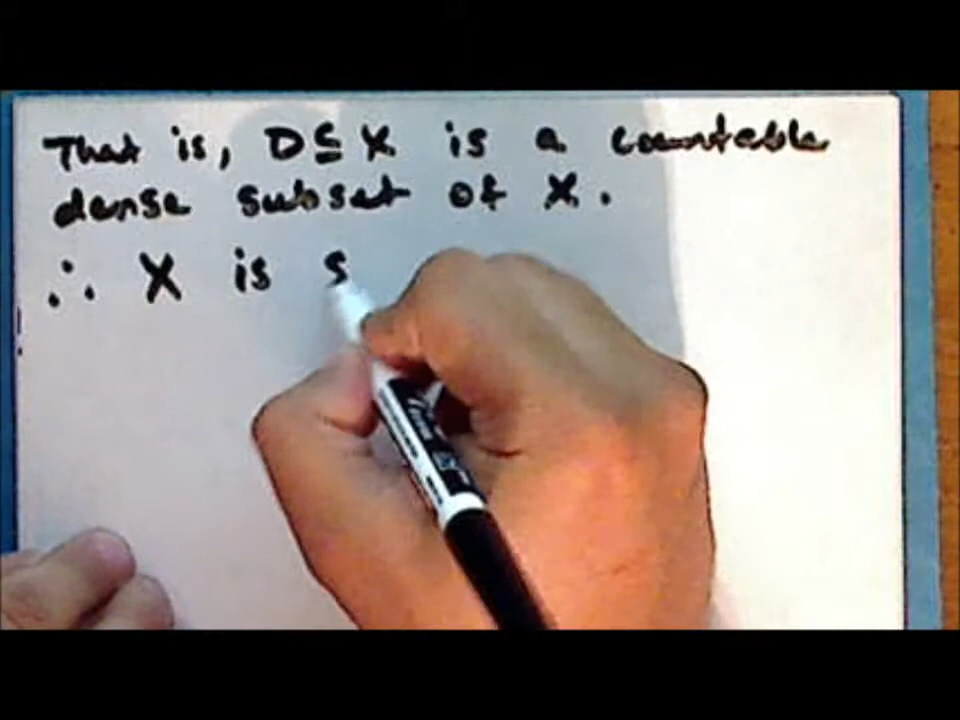 That is, D ⊆ X is a countable
dense subset of X.
∴ X is s